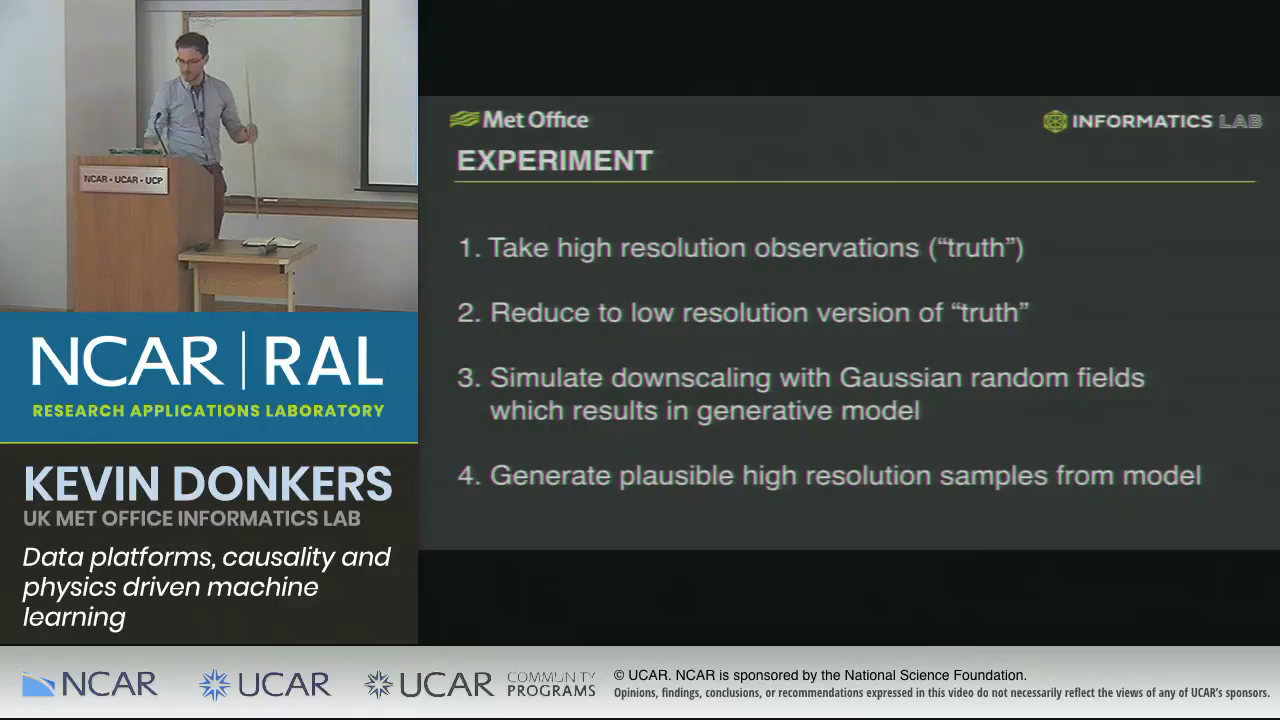 NCAR - UCAR - UCP
Met Office
INFORMATICS LAB
EXPERIMENT
1. Take high resolution observations (“truth”)
2. Reduce to low resolution version of “truth”
3. Simulate downscaling with Gaussian random fields
which results in generative model
4. Generate plausible high resolution samples from model
NCAR | RAL
RESEARCH APPLICATIONS LABORATORY
KEVIN DONKERS
UK MET OFFICE INFORMATICS LAB
Data platforms, causality and
physics driven machine
learning
NCAR
UCAR
UCAR
COMMUNITY
PROGRAMS
© UCAR. NCAR is sponsored by the National Science Foundation.
Opinions, findings, conclusions, or recommendations expressed in this video do not necessarily reflect the views of any of UCAR's sponsors.